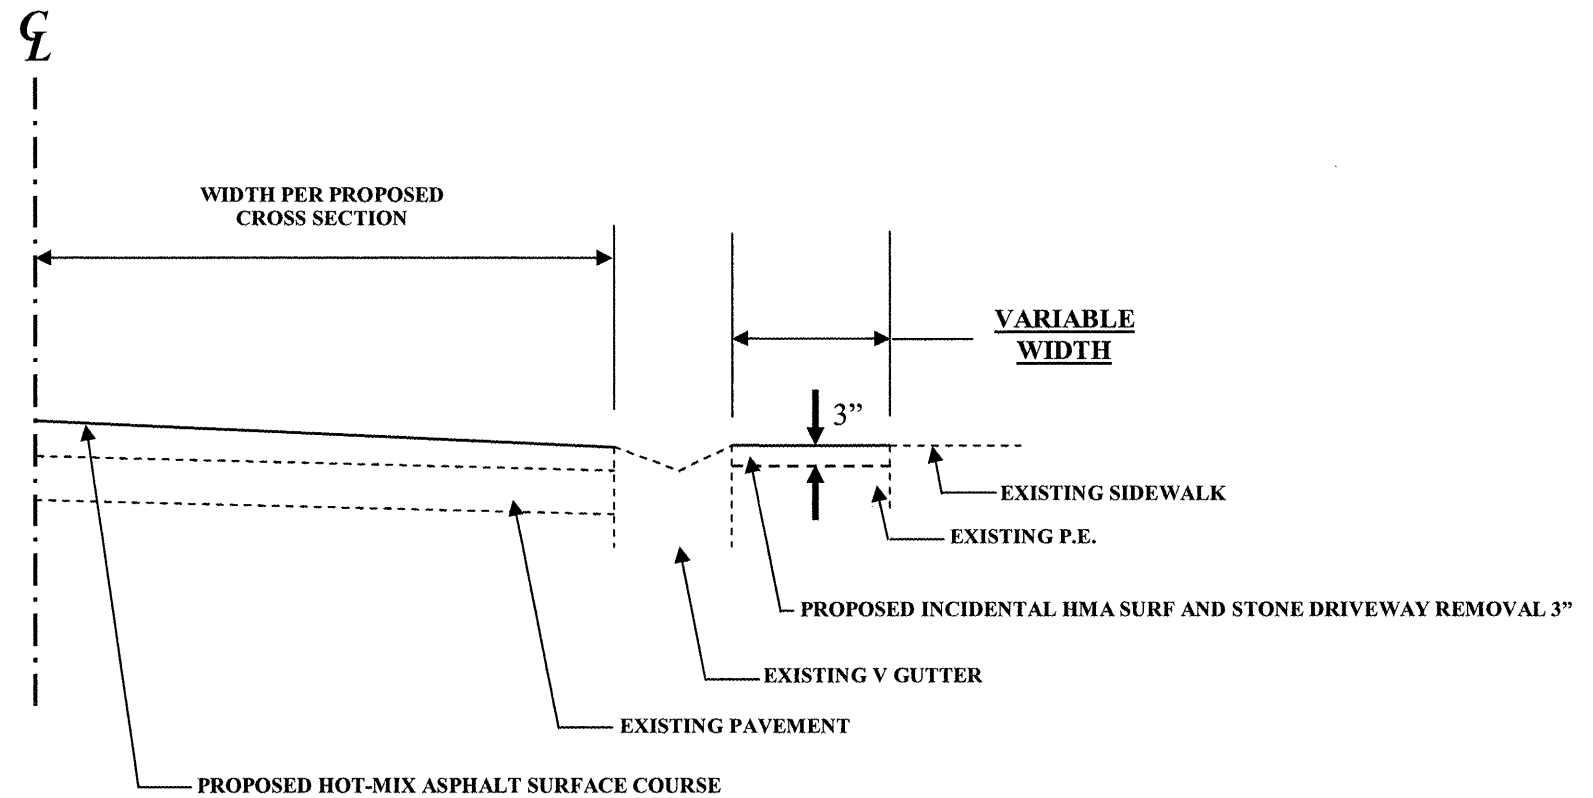 CL
WIDTH PER PROPOSED
CROSS SECTION
VARIABLE
WIDTH
3”
EXISTING SIDEWALK
EXISTING P.E.
PROPOSED INCIDENTAL HMA SURF AND STONE DRIVEWAY REMOVAL 3”
EXISTING V GUTTER
EXISTING PAVEMENT
PROPOSED HOT-MIX ASPHALT SURFACE COURSE